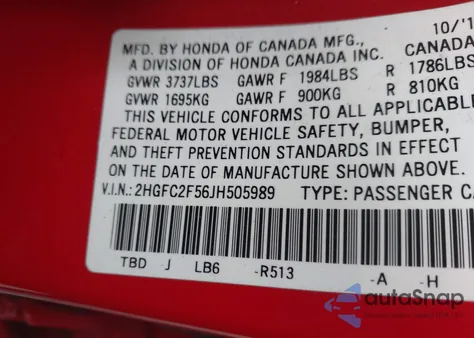 10/'1
MFD. BY HONDA OF CANADA MFG., CANADA
A DIVISION OF HONDA CANADA INC.
GVWR 3737LBS GAWR F 1984LBS R 1786LBS
GVWR 1695KG GAWR F 900KG R 810KG
THIS VEHICLE CONFORMS TO ALL APPLICABLE
FEDERAL MOTOR VEHICLE SAFETY, BUMPER,
AND THEFT PREVENTION STANDARDS IN EFFECT
ON THE DATE OF MANUFACTURE SHOWN ABOVE.
V.I.N.: 2HGFC2F56JH505989 TYPE: PASSENGER CA
TBD J LB6 -R513 -A -H
autoSnap